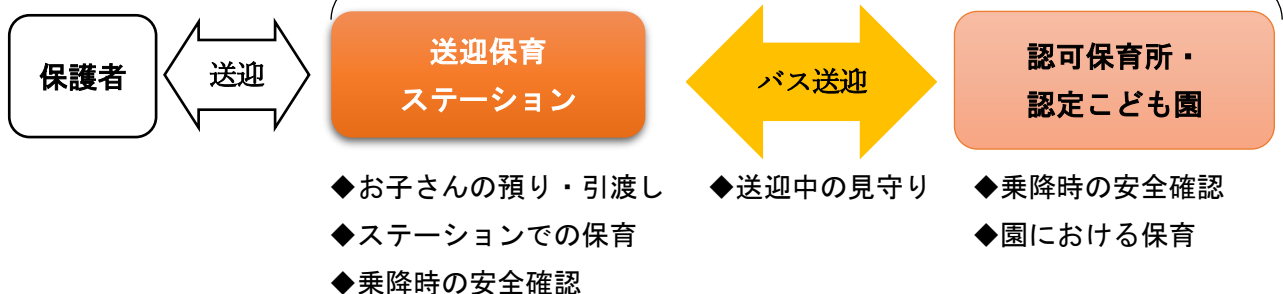 保護者
送迎
送迎保育
ステーション
バス送迎
認可保育所・
認定こども園
◆お子さんの預り・引渡し
◆ステーションでの保育
◆乗降時の安全確認
◆送迎中の見守り
◆乗降時の安全確認
◆園における保育